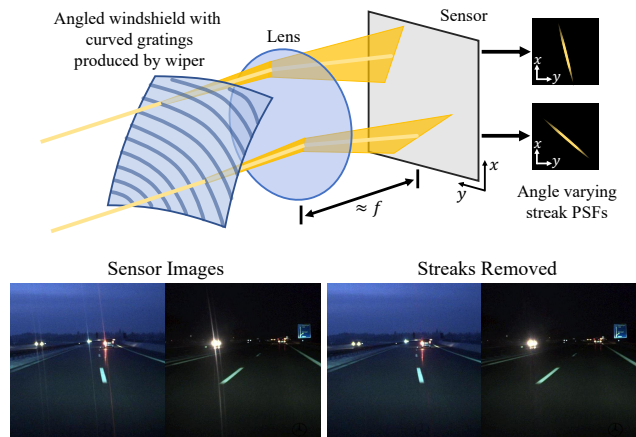 Angled windshield with
curved gratings
produced by wiper
Lens
Sensor
x
y
x
y
x
y
≈ f
Angle varying
streak PSFs
Sensor Images
Streaks Removed